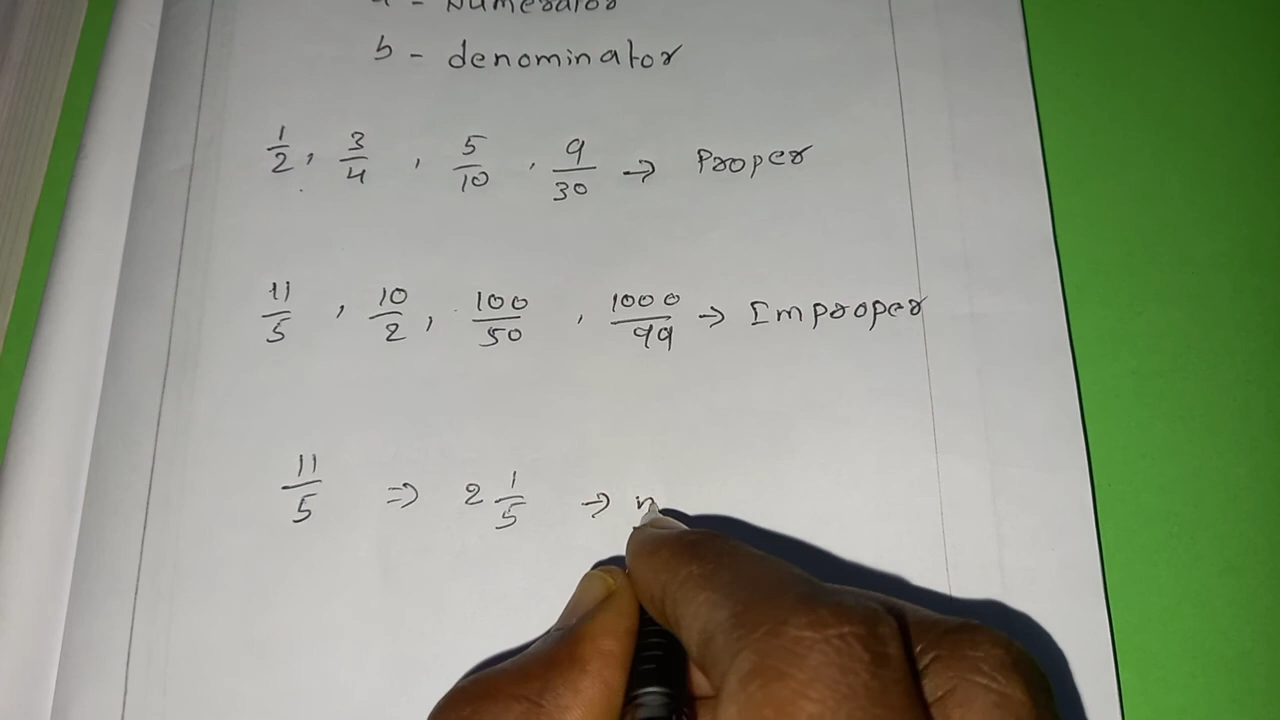 a - Numerator
b - denominator
1/2, 3/4, 5/10, 9/30 → Proper
11/5, 10/2, 100/50, 1000/99 → Improper
11/5 ⇒ 2 1/5 →